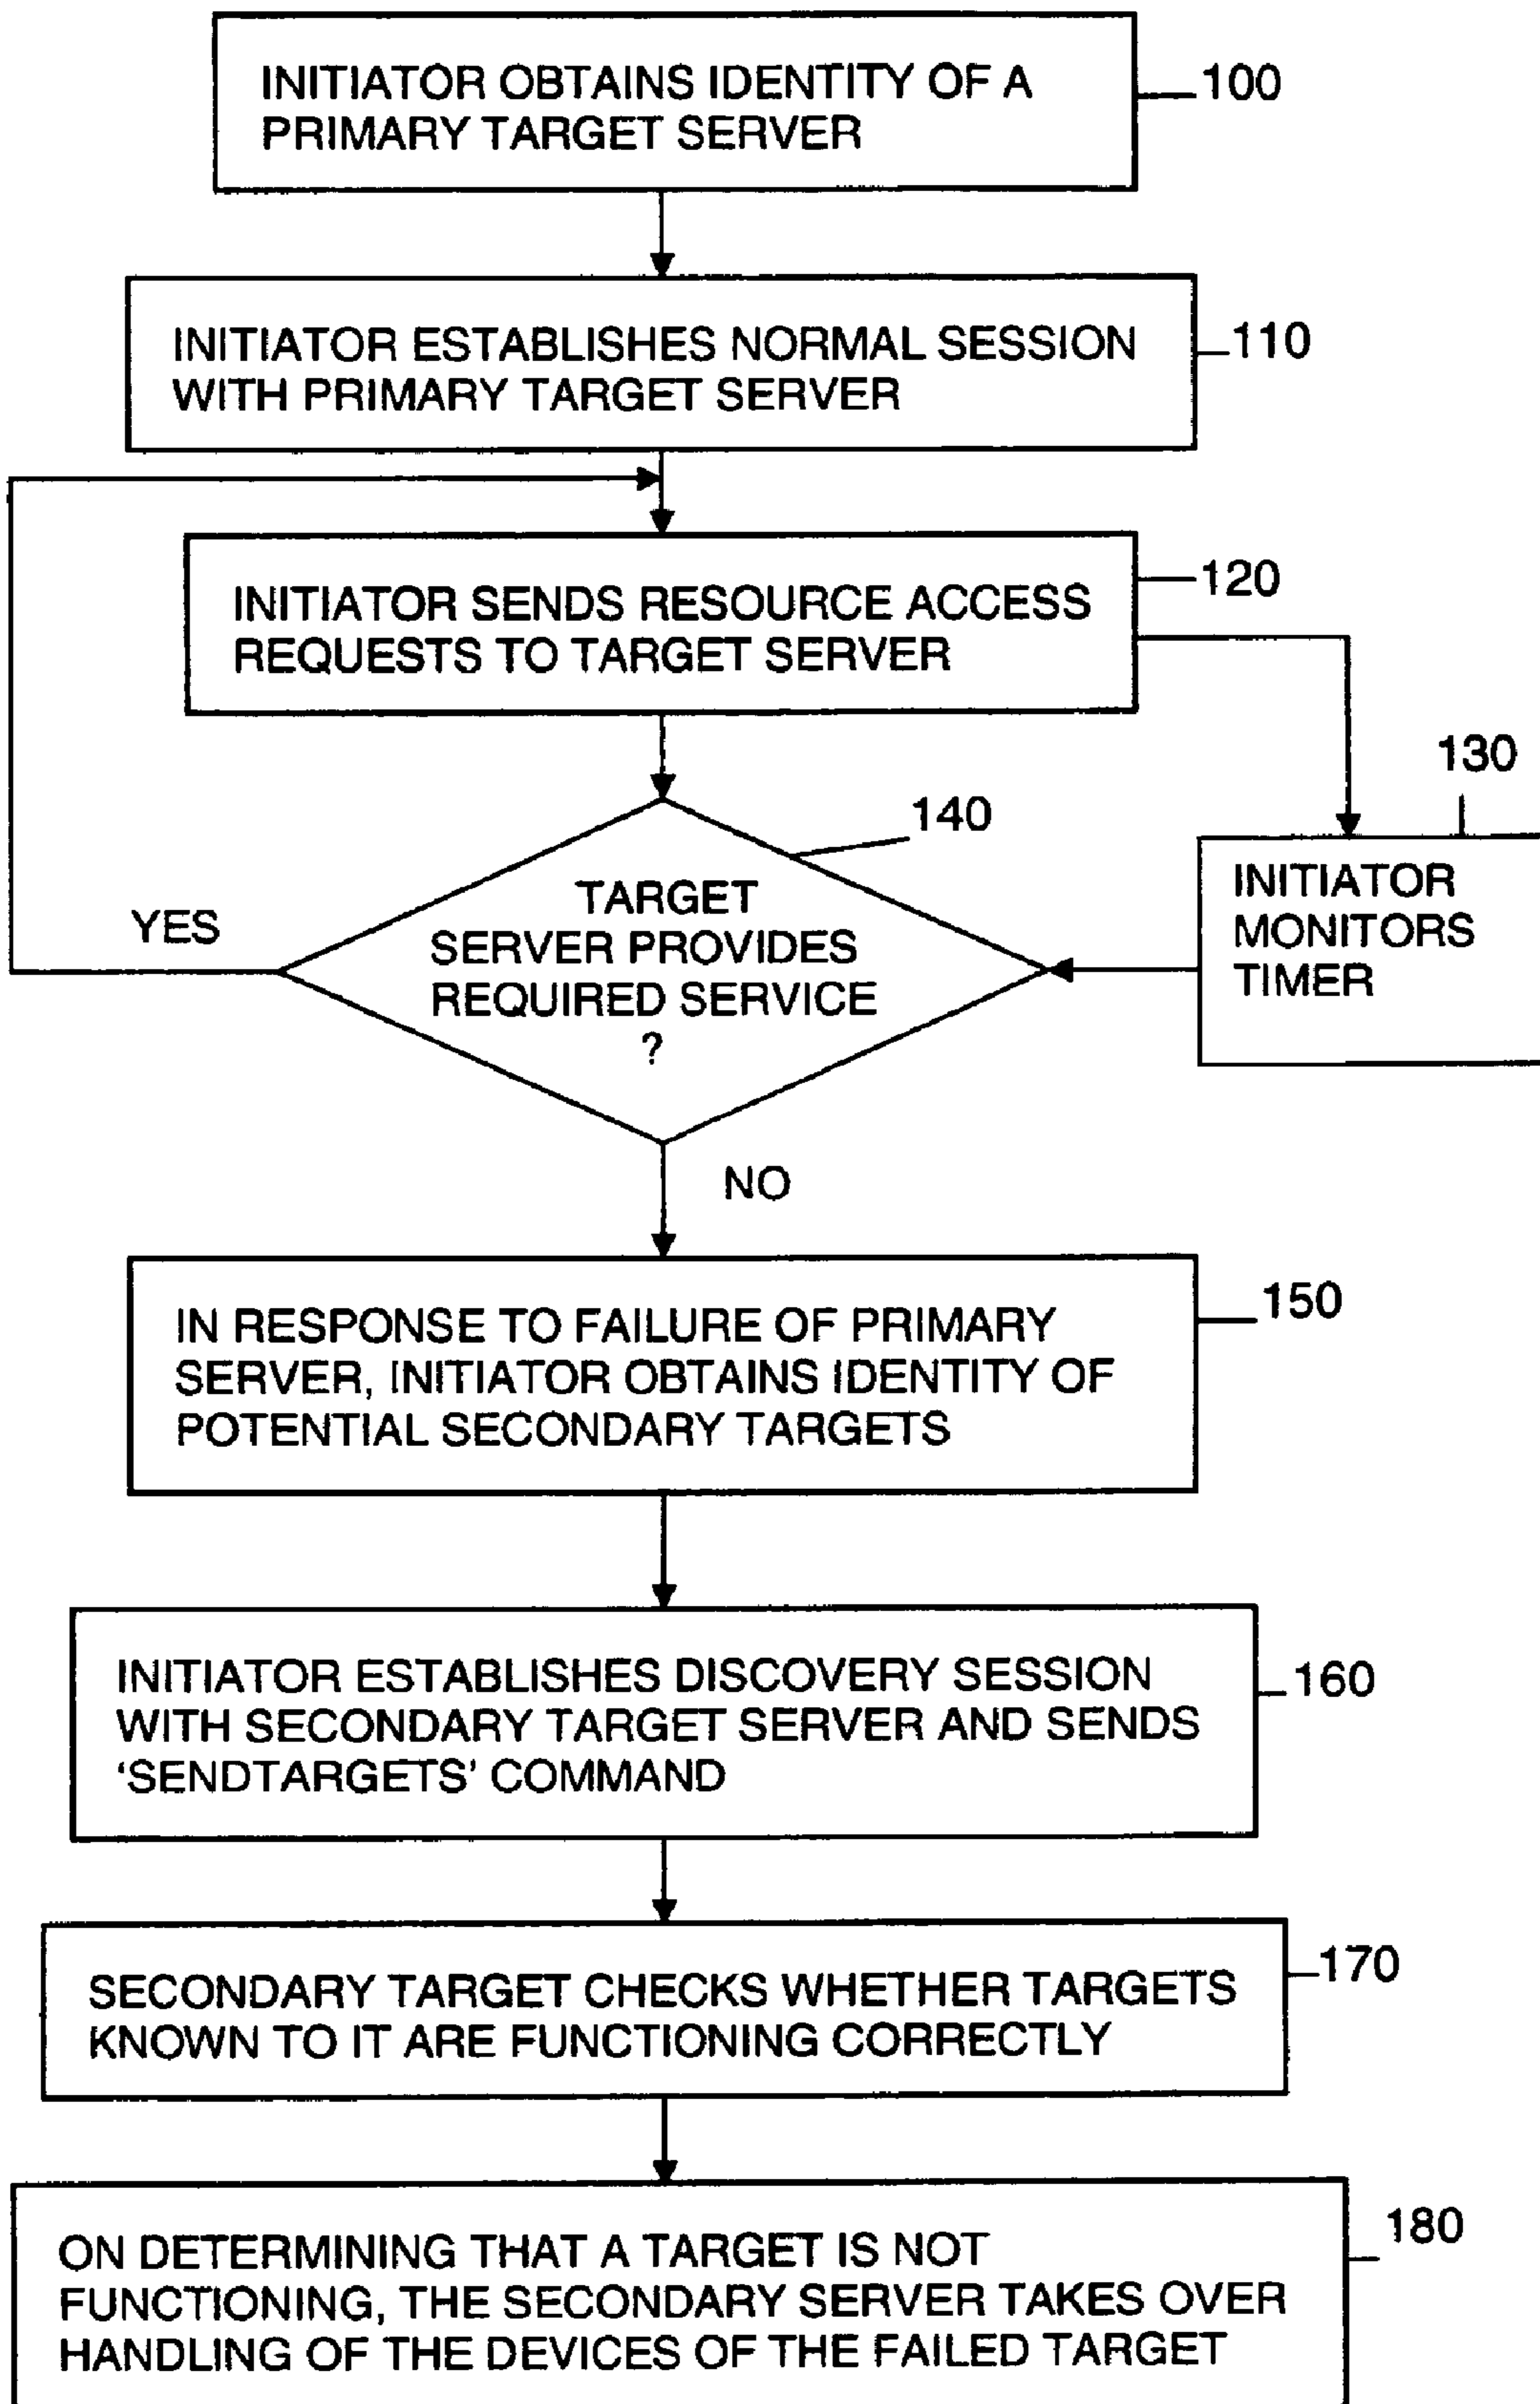 INITIATOR OBTAINS IDENTITY OF A
PRIMARY TARGET SERVER
100
INITIATOR ESTABLISHES NORMAL SESSION
WITH PRIMARY TARGET SERVER
110
INITIATOR SENDS RESOURCE ACCESS
REQUESTS TO TARGET SERVER
120
130
INITIATOR
MONITORS
TIMER
140
TARGET
SERVER PROVIDES
REQUIRED SERVICE
?
YES
NO
IN RESPONSE TO FAILURE OF PRIMARY
SERVER, INITIATOR OBTAINS IDENTITY OF
POTENTIAL SECONDARY TARGETS
150
INITIATOR ESTABLISHES DISCOVERY SESSION
WITH SECONDARY TARGET SERVER AND SENDS
‘SENDTARGETS’ COMMAND
160
SECONDARY TARGET CHECKS WHETHER TARGETS
KNOWN TO IT ARE FUNCTIONING CORRECTLY
170
ON DETERMINING THAT A TARGET IS NOT
FUNCTIONING, THE SECONDARY SERVER TAKES OVER
HANDLING OF THE DEVICES OF THE FAILED TARGET
180